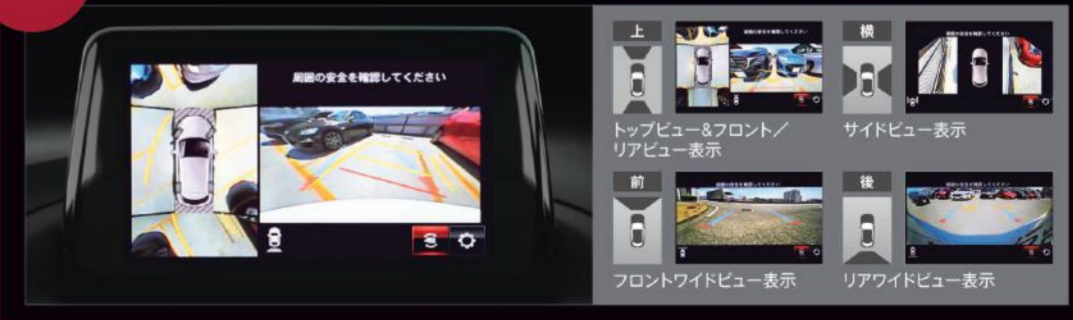 周囲の安全を確認してください
上
トップビュー&フロント／
リアビュー表示
横
サイドビュー表示
前
フロントワイドビュー表示
後
リアワイドビュー表示